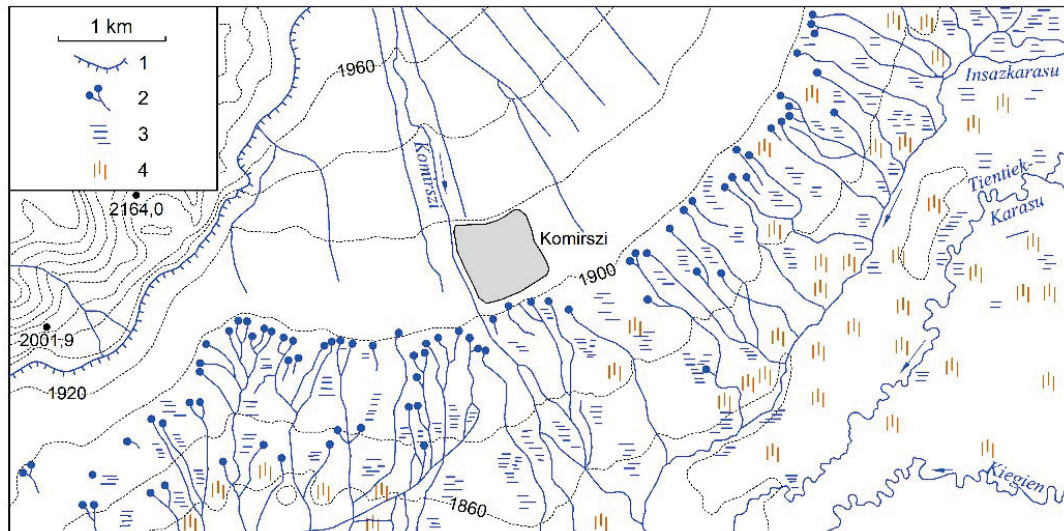 1 km
1
2
3
4
1960
Komirszi
2164,0
2001,9
1920
Komirszi
1900
1860
Insazkarasu
Tientiek-
Karasu
Kiegien